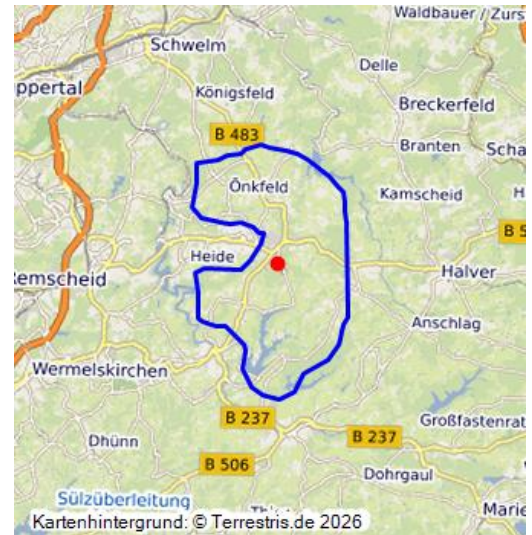 Waldbauer / Zurs
Schwelm
Delle
ppertal
Königsfeld
Breckerfeld
B 483
Branten
Scha
Önkfeld
Kamscheid
H
B 5
Heide
Remscheid
Halver
Anschlag
Wermelskirchen
B 237
Großfastenrat
B 237
Dhünn
B 506
Dohrgaul
Sülzüberleitung
Marie
Kartenhintergrund: © Terrestris.de 2026